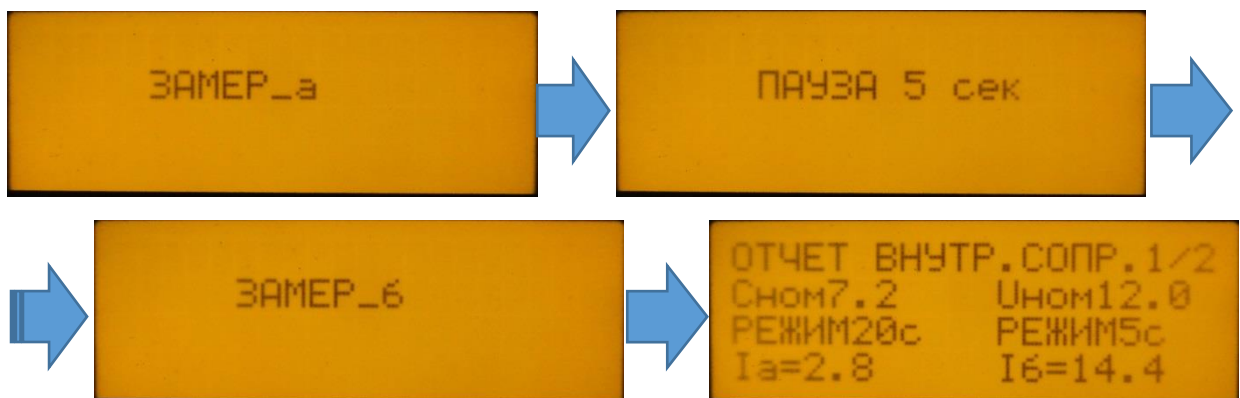 ЗАМЕР_а
ПАУЗА 5 сек
ЗАМЕР_б
ОТЧЕТ ВНУТР.СОПР.1/2
Сном7.2 Uном12.0
РЕЖИМ20с РЕЖИМ5с
Iа=2.8 Iб=14.4